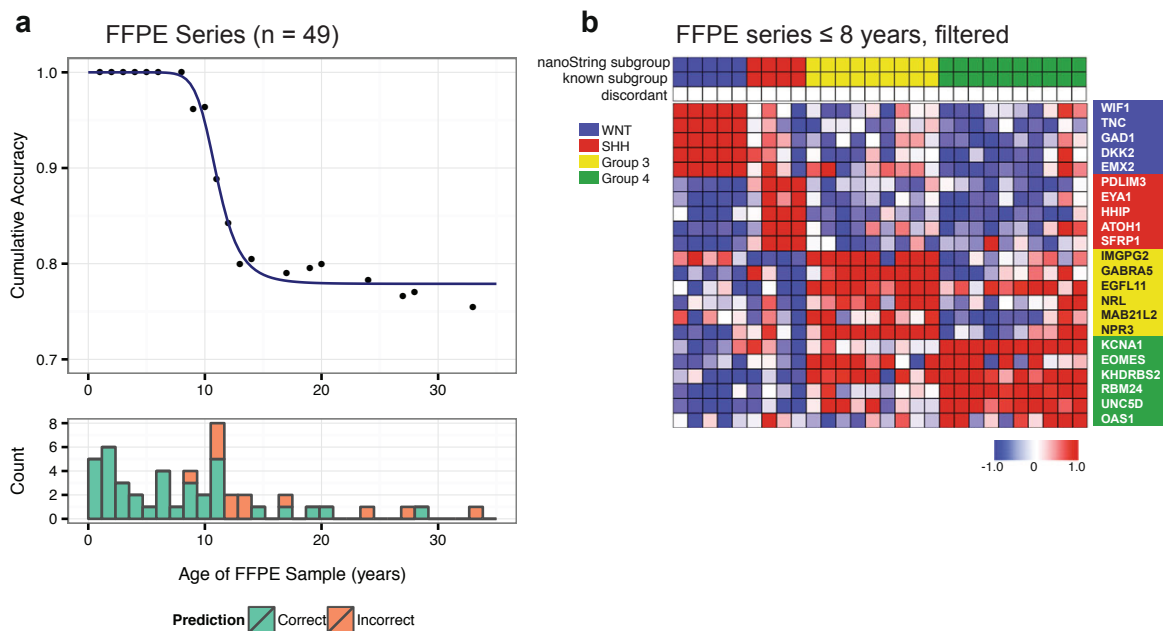 a
FFPE Series (n = 49)
1.0
0.9
0.8
0.7
Cumulative Accuracy
0 10 20 30
8
6
4
2
0
Count
0 10 20 30
Age of FFPE Sample (years)
Prediction Correct Incorrect
b
FFPE series ≤ 8 years, filtered
nanoString subgroup
known subgroup
discordant
WNT
SHH
Group 3
Group 4
WIF1
TNC
GAD1
DKK2
EMX2
PDLIM3
EYA1
HHIP
ATOH1
SFRP1
IMGPG2
GABRA5
EGFL11
NRL
MAB21L2
NPR3
KCNA1
EOMES
KHDRBS2
RBM24
UNC5D
OAS1
-1.0 0 1.0